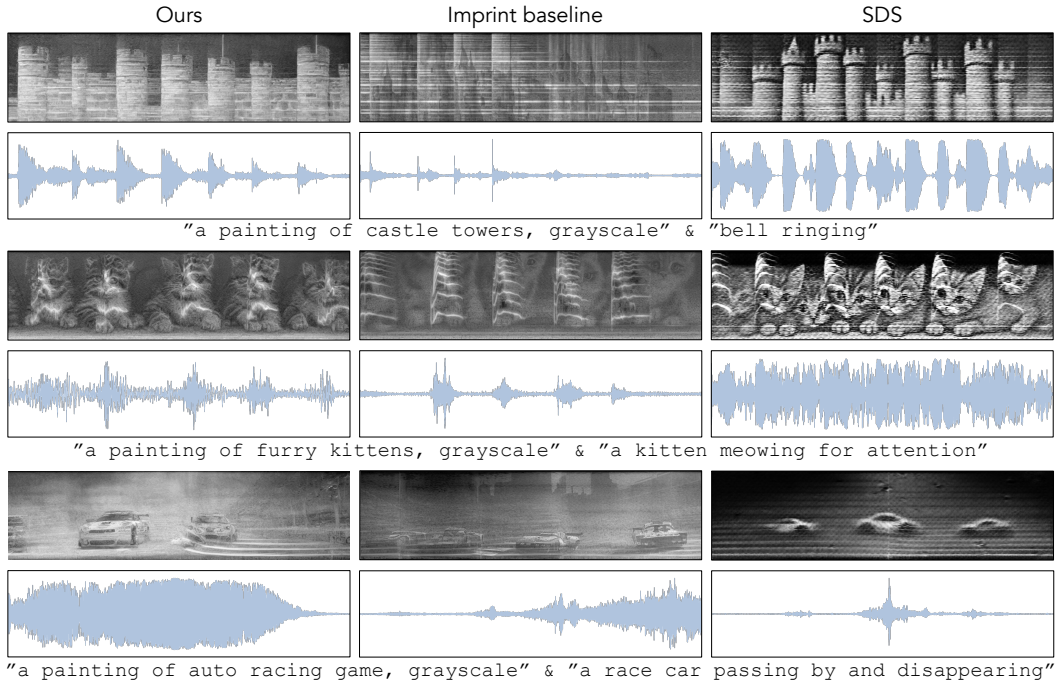 Ours Imprint baseline SDS
"a painting of castle towers, grayscale" & "bell ringing"
"a painting of furry kittens, grayscale" & "a kitten meowing for attention"
"a painting of auto racing game, grayscale" & "a race car passing by and disappearing"